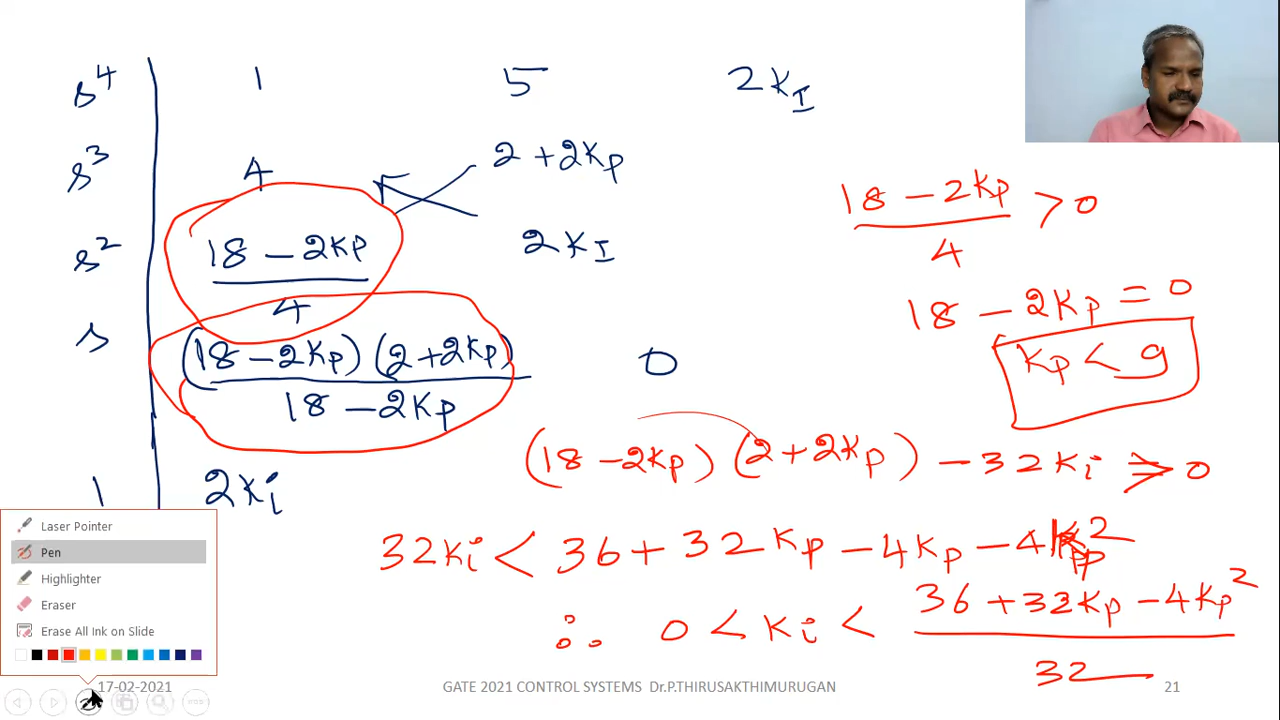 s⁴ 1 5 2K_I
s³ 4 2 + 2Kp
s² (18 - 2Kp)/4 2K_I
s ((18 - 2Kp)(2 + 2Kp))/(18 - 2Kp) 0
1 2Ki
(18 - 2Kp)/4 > 0
18 - 2Kp = 0
Kp < 9
(18 - 2Kp)(2 + 2Kp) - 32Ki > 0
32Ki < 36 + 32Kp - 4Kp - 4Kp²
∴ 0 < Ki < (36 + 32Kp - 4Kp²)/32
Laser Pointer
Pen
Highlighter
Eraser
Erase All Ink on Slide
17-02-2021 GATE 2021 CONTROL SYSTEMS Dr.P.THIRUSAKTHIMURUGAN 21